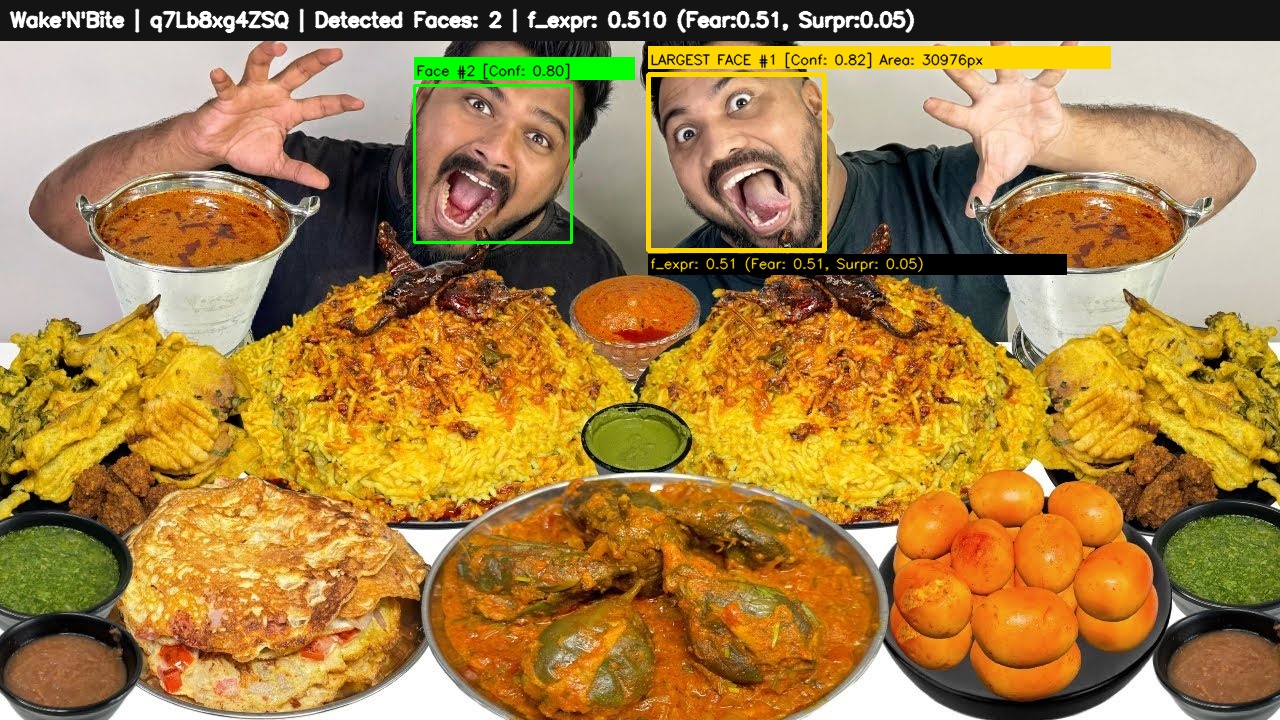 Wake'N'Bite | q7Lb8xg4ZSQ | Detected Faces: 2 | f_expr: 0.510 (Fear:0.51, Surpr:0.05)
LARGEST FACE #1 [Conf: 0.82] Area: 30976px
Face #2 [Conf: 0.80]
f_expr: 0.51 (Fear: 0.51, Surpr: 0.05)